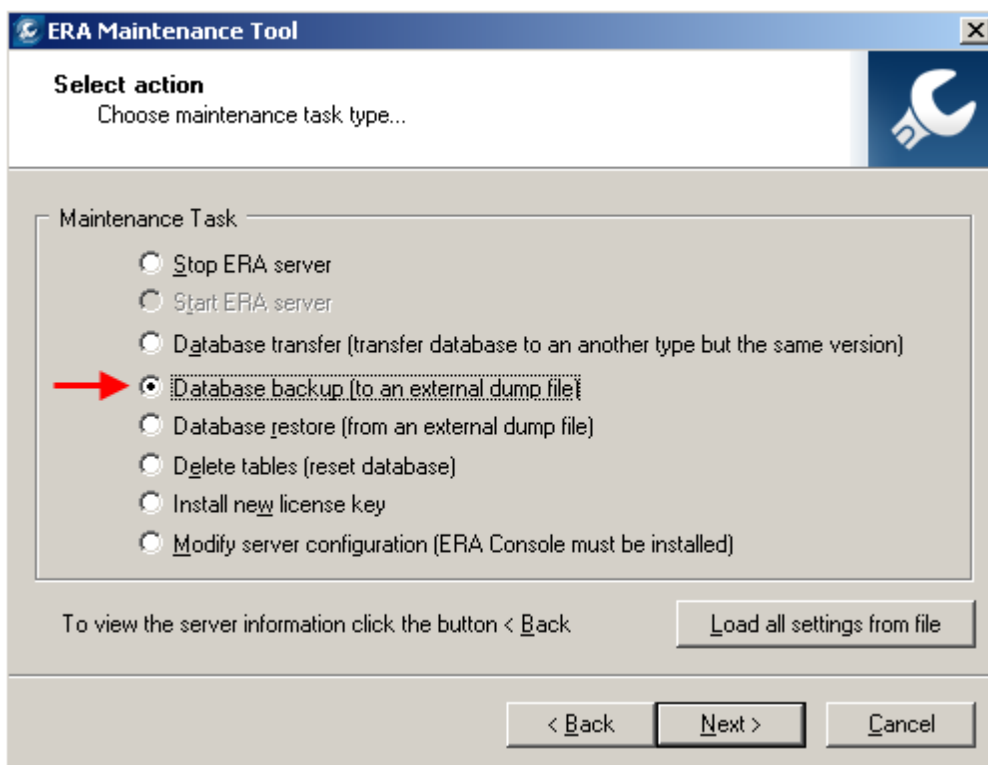 ERA Maintenance Tool
Select action
Choose maintenance task type...
Maintenance Task
Stop ERA server
Start ERA server
Database transfer (transfer database to an another type but the same version)
Database backup (to an external dump file)
Database restore (from an external dump file)
Delete tables (reset database)
Install new license key
Modify server configuration (ERA Console must be installed)
To view the server information click the button < Back
Load all settings from file
< Back
Next >
Cancel